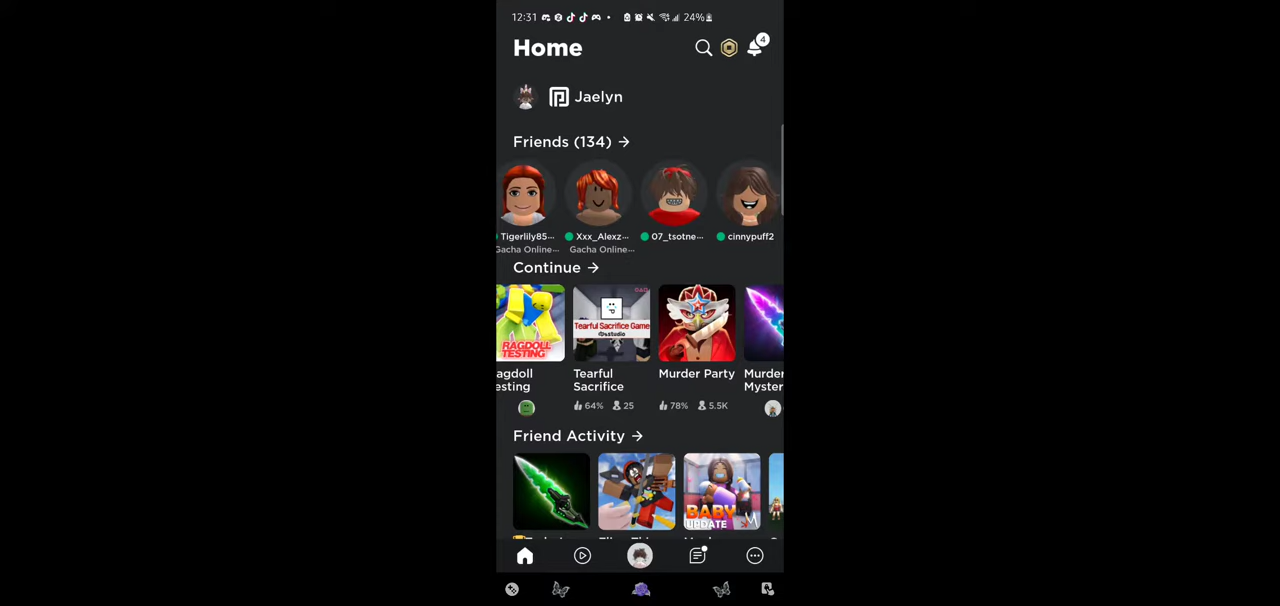 12:31
24%
Home
4
Jaelyn
Friends (134)
Tigerlily85...
Xxx_Alexz...
07_tsotne...
cinnypuff2
Gacha Online...
Gacha Online...
Continue
RAGDOLL
TESTING
Tearful Sacrifice Game
studio
agdoll
esting
Tearful
Sacrifice
Murder Party
Murder
Myster
64%
25
78%
5.5K
Friend Activity
BABY
UPDATE